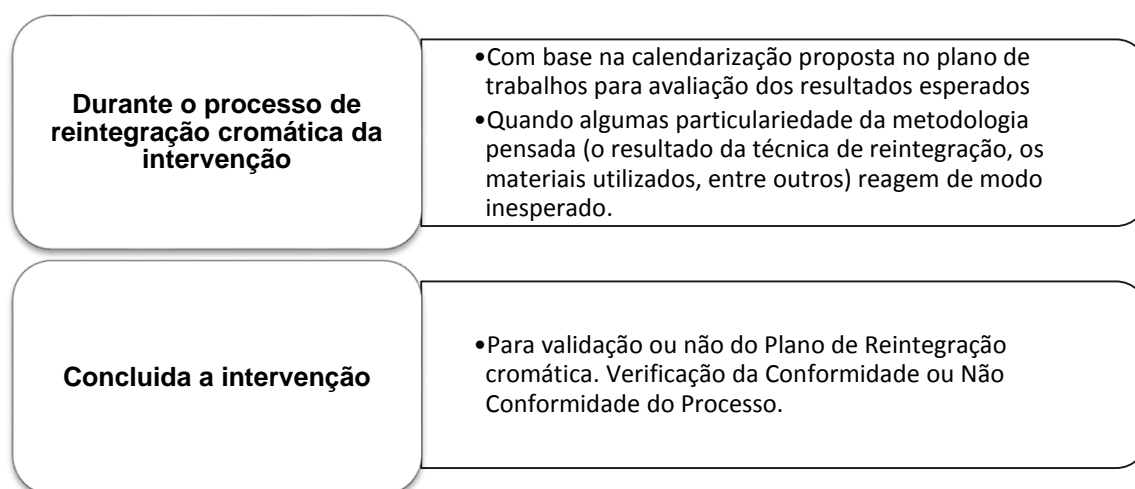 Durante o processo de
reintegração cromática da
intervenção
•Com base na calendarização proposta no plano de
trabalhos para avaliação dos resultados esperados
•Quando algumas particulariedade da metodologia
pensada (o resultado da técnica de reintegração, os
materiais utilizados, entre outros) reagem de modo
inesperado.
Concluida a intervenção
•Para validação ou não do Plano de Reintegração
cromática. Verificação da Conformidade ou Não
Conformidade do Processo.